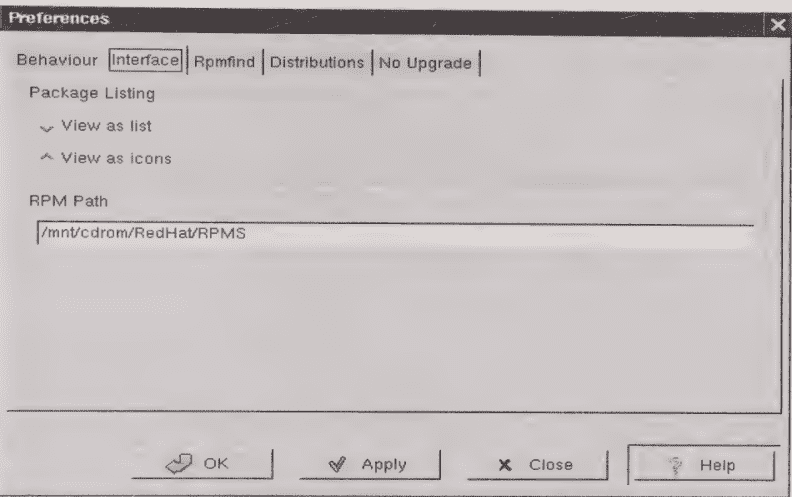 Preferences
Behaviour Interface Rpmfind Distributions No Upgrade
Package Listing
View as list
View as icons
RPM Path
/mnt/cdrom/RedHat/RPMS
OK Apply Close Help